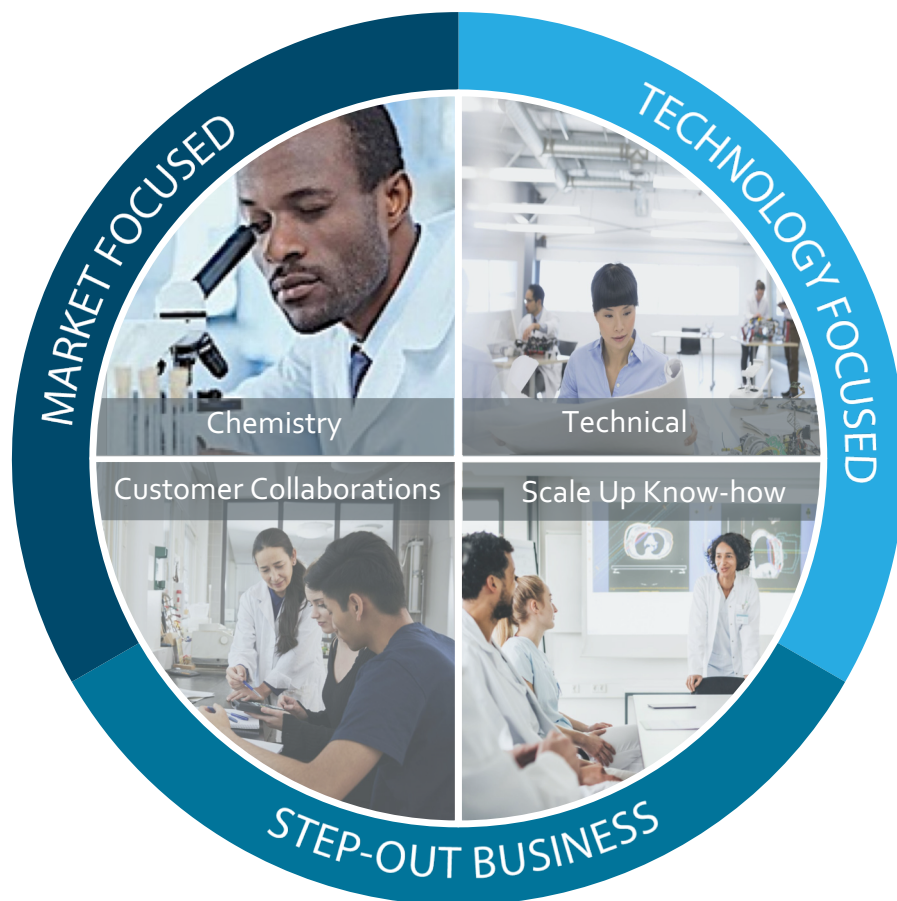 MARKET FOCUSED
TECHNOLOGY FOCUSED
Chemistry
Technical
Customer Collaborations
Scale Up Know-how
STEP-OUT BUSINESS